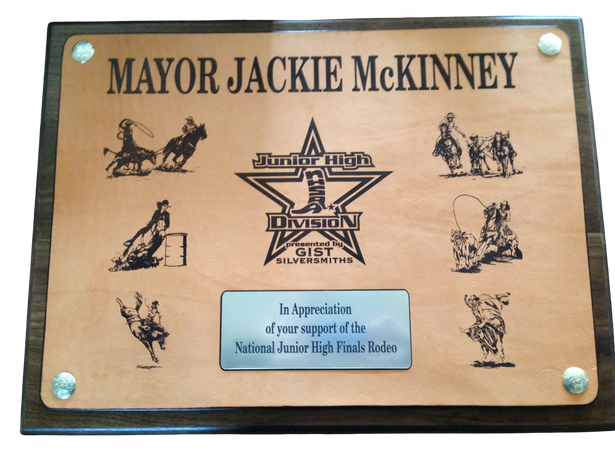 MAYOR JACKIE McKINNEY
Junior High
DIVISION
presented by
GIST
SILVERSMITHS
In Appreciation
of your support of the
National Junior High Finals Rodeo